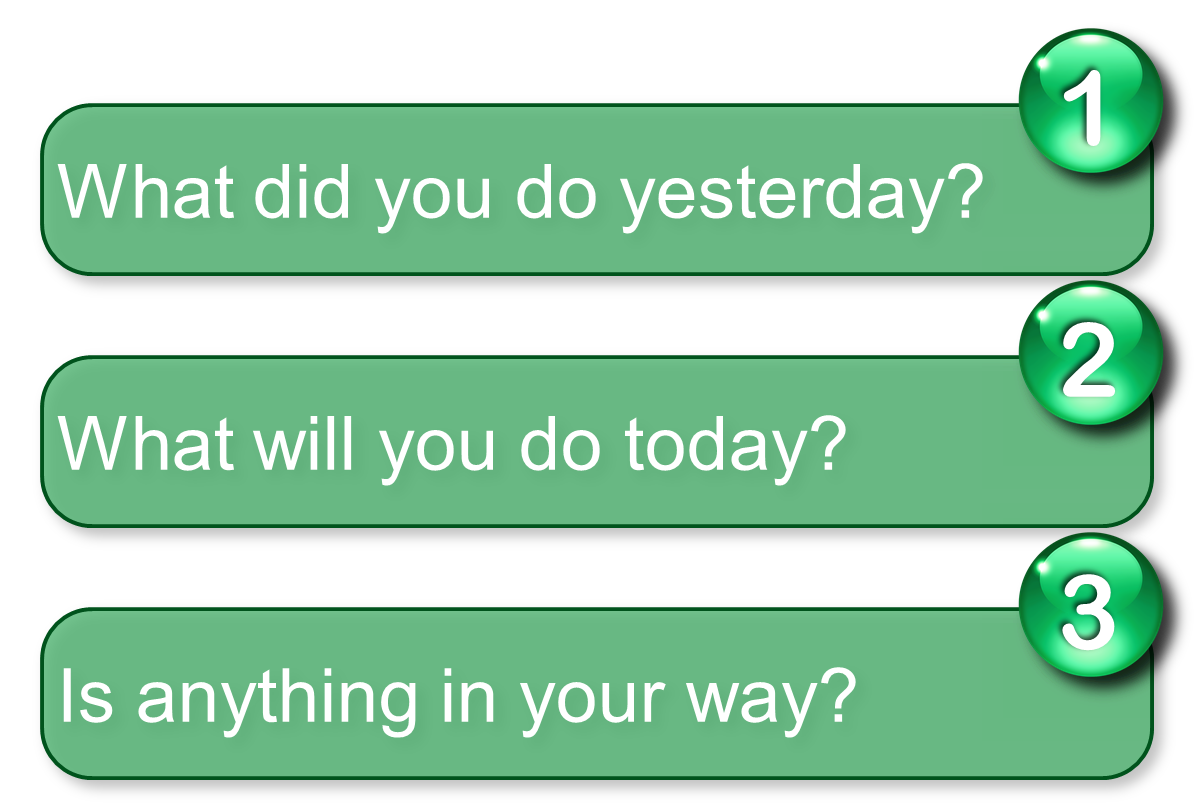 1
What did you do yesterday?
2
What will you do today?
3
Is anything in your way?